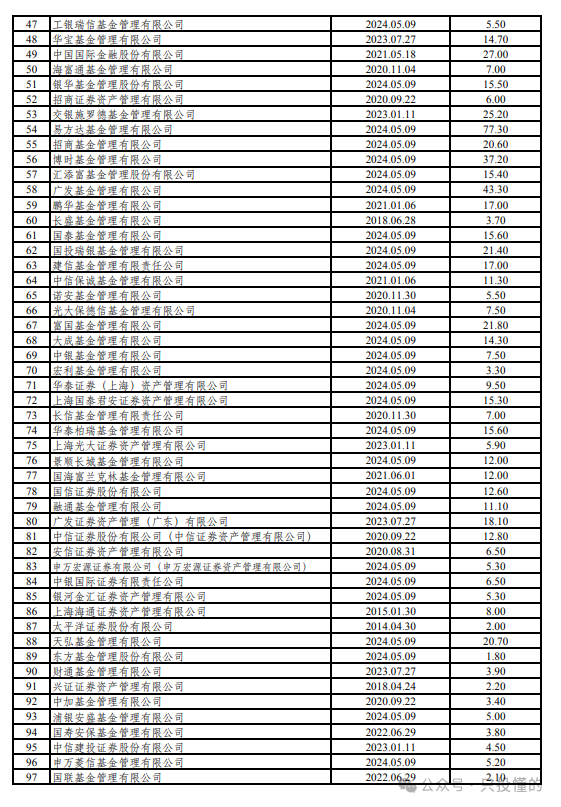 47 工银瑞信基金管理有限公司 2024.05.09 5.50
48 华宝基金管理有限公司 2023.07.27 14.70
49 中国国际金融股份有限公司 2021.05.18 27.00
50 海富通基金管理有限公司 2020.11.04 7.00
51 银华基金管理股份有限公司 2024.05.09 15.50
52 招商证券资产管理有限公司 2020.09.22 6.00
53 交银施罗德基金管理有限公司 2023.01.11 25.20
54 易方达基金管理有限公司 2024.05.09 77.30
55 招商基金管理有限公司 2024.05.09 20.60
56 博时基金管理有限公司 2024.05.09 37.20
57 汇添富基金管理股份有限公司 2024.05.09 15.40
58 广发基金管理有限公司 2024.05.09 43.30
59 鹏华基金管理有限公司 2021.01.06 17.00
60 长盛基金管理有限公司 2018.06.28 3.70
61 国泰基金管理有限公司 2024.05.09 15.60
62 国投瑞银基金管理有限公司 2024.05.09 21.40
63 建信基金管理有限责任公司 2024.05.09 17.00
64 中信保诚基金管理有限公司 2021.01.06 11.30
65 诺安基金管理有限公司 2020.11.30 5.50
66 光大保德信基金管理有限公司 2020.11.04 7.50
67 富国基金管理有限公司 2024.05.09 21.80
68 大成基金管理有限公司 2024.05.09 14.30
69 中银基金管理有限公司 2024.05.09 7.50
70 宏利基金管理有限公司 2024.05.09 3.30
71 华泰证券（上海）资产管理有限公司 2024.05.09 9.50
72 上海国泰君安证券资产管理有限公司 2024.05.09 15.30
73 长信基金管理有限责任公司 2020.11.30 7.00
74 华泰柏瑞基金管理有限公司 2024.05.09 15.60
75 上海光大证券资产管理有限公司 2023.01.11 5.90
76 景顺长城基金管理有限公司 2024.05.09 12.00
77 国海富兰克林基金管理有限公司 2021.06.01 12.00
78 国信证券股份有限公司 2024.05.09 12.60
79 融通基金管理有限公司 2024.05.09 11.10
80 广发证券资产管理（广东）有限公司 2023.07.27 18.10
81 中信证券股份有限公司（中信证券资产管理有限公司） 2020.09.22 12.80
82 安信证券资产管理有限公司 2020.08.31 6.50
83 申万宏源证券有限公司（申万宏源证券资产管理有限公司） 2024.05.09 5.30
84 中银国际证券有限责任公司 2024.05.09 6.50
85 银河金汇证券资产管理有限公司 2024.05.09 5.30
86 上海海通证券资产管理有限公司 2015.01.30 8.00
87 太平洋证券股份有限公司 2014.04.30 2.00
88 天弘基金管理有限公司 2024.05.09 20.70
89 东方基金管理股份有限公司 2024.05.09 1.80
90 财通基金管理有限公司 2023.07.27 3.90
91 兴证证券资产管理有限公司 2018.04.24 2.20
92 中加基金管理有限公司 2020.09.22 3.40
93 浦银安盛基金管理有限公司 2024.05.09 5.00
94 国寿安保基金管理有限公司 2022.06.29 3.80
95 中信建投证券股份有限公司 2023.01.11 4.50
96 申万菱信基金管理有限公司 2024.05.09 5.20
97 国联基金管理有限公司 2022.06.29 2.10
公众号 · 只投懂的